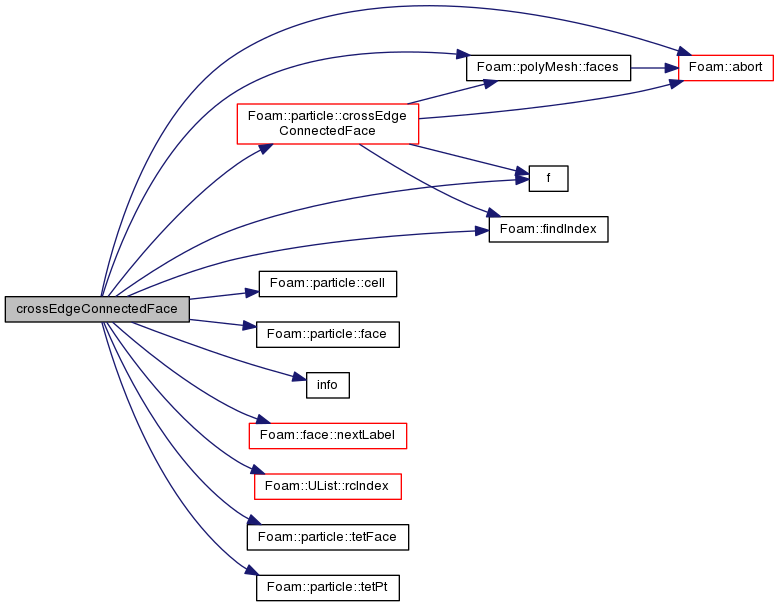 Foam::polyMesh::faces
Foam::abort
Foam::particle::crossEdge
ConnectedFace
f
Foam::findIndex
Foam::particle::cell
crossEdgeConnectedFace
Foam::particle::face
info
Foam::face::nextLabel
Foam::UList::rcIndex
Foam::particle::tetFace
Foam::particle::tetPt